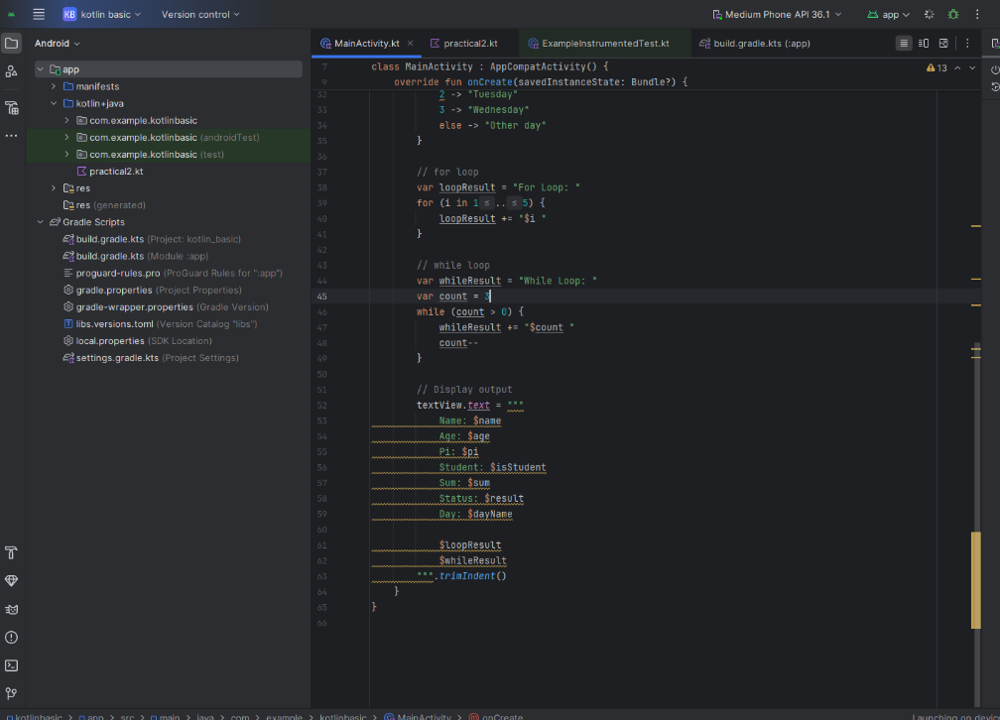 KB kotlin basic Version control Medium Phone API 36.1 app
Android
MainActivity.kt practical2.kt ExampleInstrumentedTest.kt build.gradle.kts (:app)
app
manifests
kotlin+java
com.example.kotlinbasic
com.example.kotlinbasic (androidTest)
com.example.kotlinbasic (test)
practical2.kt
res
res (generated)
Gradle Scripts
build.gradle.kts (Project: kotlin_basic)
build.gradle.kts (Module :app)
proguard-rules.pro (ProGuard Rules for ":app")
gradle.properties (Project Properties)
gradle-wrapper.properties (Gradle Version)
libs.versions.toml (Version Catalog "libs")
local.properties (SDK Location)
settings.gradle.kts (Project Settings)
13
7 class MainActivity : AppCompatActivity() {
9 override fun onCreate(savedInstanceState: Bundle?) {
32 2 -> "Tuesday"
33 3 -> "Wednesday"
34 else -> "Other day"
35 }
36
37 // for loop
38 var loopResult = "For Loop: "
39 for (i in 1 ≤ .. ≤ 5) {
40 loopResult += "$i "
41 }
42
43 // while loop
44 var whileResult = "While Loop: "
45 var count = 3
46 while (count > 0) {
47 whileResult += "$count "
48 count--
49 }
50
51 // Display output
52 textView.text = """
53 Name: $name
54 Age: $age
55 Pi: $pi
56 Student: $isStudent
57 Sum: $sum
58 Status: $result
59 Day: $dayName
60
61 $loopResult
62 $whileResult
63 """.trimIndent()
64 }
65 }
66
kotlinbasic > app > src > main > java > com > example > kotlinbasic > MainActivity > onCreate Launching on